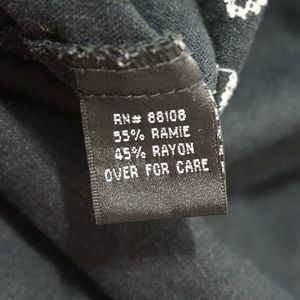 RN# 88108
55% RAMIE
45% RAYON
OVER FOR CARE